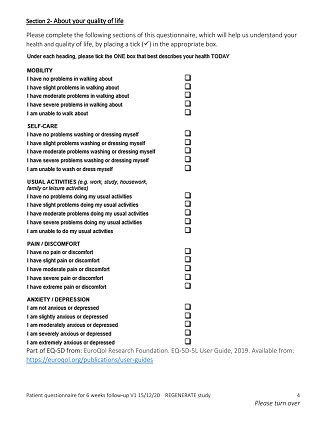 Section 2- About your quality of life
Please complete the following sections of this questionnaire, which will help us understand your
health and quality of life, by placing a tick (✓) in the appropriate box.
Under each heading, please tick the ONE box that best describes your health TODAY
MOBILITY
I have no problems in walking about ❑
I have slight problems in walking about ❑
I have moderate problems in walking about ❑
I have severe problems in walking about ❑
I am unable to walk about ❑
SELF-CARE
I have no problems washing or dressing myself ❑
I have slight problems washing or dressing myself ❑
I have moderate problems washing or dressing myself ❑
I have severe problems washing or dressing myself ❑
I am unable to wash or dress myself ❑
USUAL ACTIVITIES (e.g. work, study, housework,
family or leisure activities)
I have no problems doing my usual activities ❑
I have slight problems doing my usual activities ❑
I have moderate problems doing my usual activities ❑
I have severe problems doing my usual activities ❑
I am unable to do my usual activities ❑
PAIN / DISCOMFORT
I have no pain or discomfort ❑
I have slight pain or discomfort ❑
I have moderate pain or discomfort ❑
I have severe pain or discomfort ❑
I have extreme pain or discomfort ❑
ANXIETY / DEPRESSION
I am not anxious or depressed ❑
I am slightly anxious or depressed ❑
I am moderately anxious or depressed ❑
I am severely anxious or depressed ❑
I am extremely anxious or depressed ❑
Part of EQ-5D from: EuroQol Research Foundation. EQ-5D-5L User Guide, 2019. Available from:
https://euroqol.org/publications/user-guides
Patient questionnaire for 6 weeks follow-up V1 15/12/20 REGENERATE study 4
Please turn over